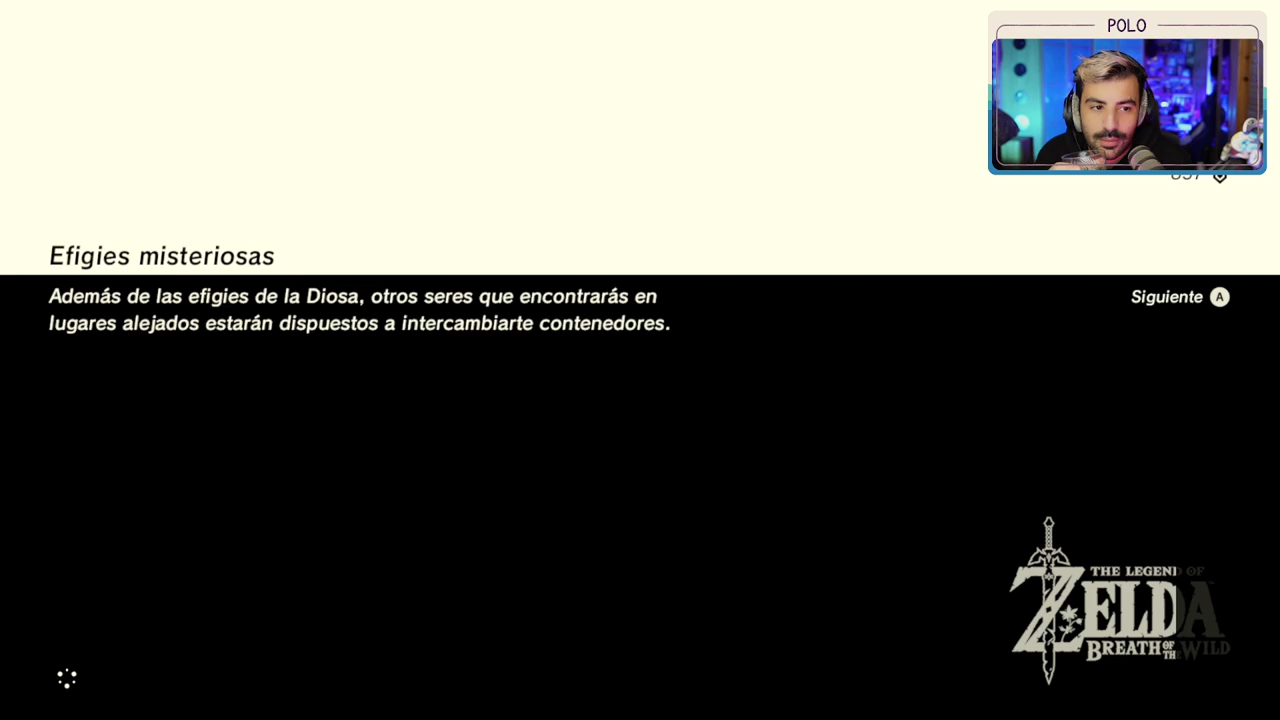 POLO
Efigies misteriosas
Además de las efigies de la Diosa, otros seres que encontrarás en
lugares alejados estarán dispuestos a intercambiarte contenedores.
Siguiente A
THE LEGEND OF
ZELDA
BREATH OF THE WILD